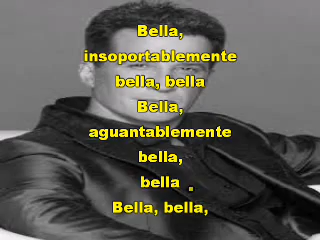 Bella,
insoportablemente
bella, bella
Bella,
aguantablemente
bella,
bella .
Bella, bella,